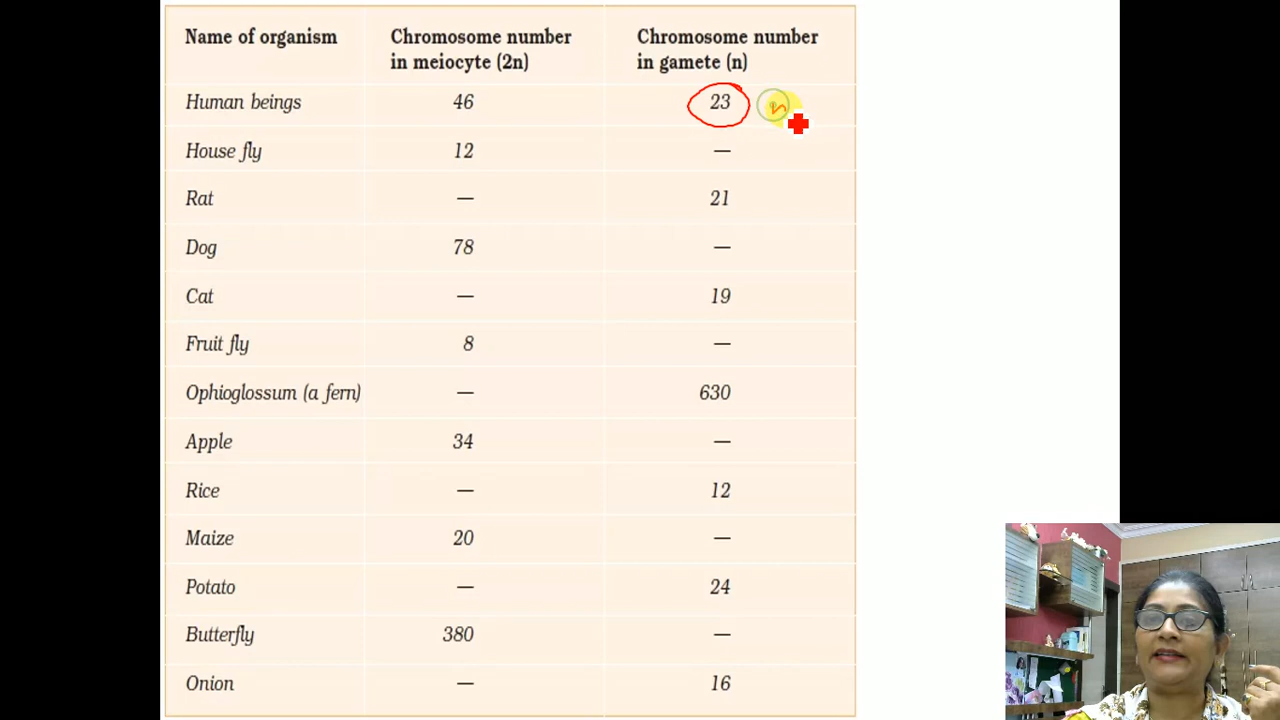 Name of organism Chromosome number in meiocyte (2n) Chromosome number in gamete (n)
Human beings 46 23 n
House fly 12 —
Rat — 21
Dog 78 —
Cat — 19
Fruit fly 8 —
Ophioglossum (a fern) — 630
Apple 34 —
Rice — 12
Maize 20 —
Potato — 24
Butterfly 380 —
Onion — 16